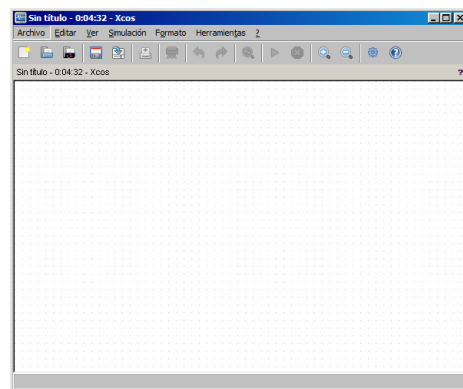 Sin título - 0:04:32 - Xcos
Archivo Editar Ver Simulación Formato Herramientas ?
Sin título - 0:04:32 - Xcos ?